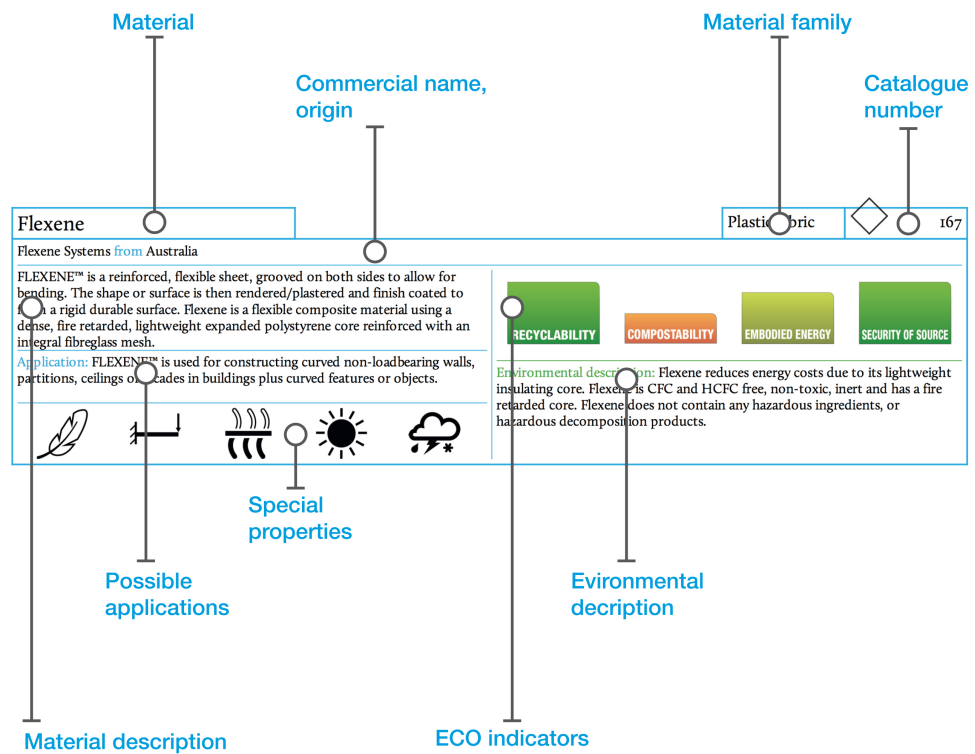 Material
Material family
Commercial name,
origin
Catalogue
number
Flexene
Plastic
167
Flexene Systems from Australia
FLEXENE™ is a reinforced, flexible sheet, grooved on both sides to allow for
bending. The shape or surface is then rendered/plastered and finish coated to
form a rigid durable surface. Flexene is a flexible composite material using a
dense, fire retarded, lightweight expanded polystyrene core reinforced with an
integral fibreglass mesh.
Application: FLEXENE™ is used for constructing curved non-loadbearing walls,
partitions, ceilings or facades in buildings plus curved features or objects.
RECYCLABILITY
COMPOSTABILITY
EMBODIED ENERGY
SECURITY OF SOURCE
Environmental description: Flexene reduces energy costs due to its lightweight
insulating core. Flexene is CFC and HCFC free, non-toxic, inert and has a fire
retarded core. Flexene does not contain any hazardous ingredients, or
hazardous decomposition products.
Special
properties
Possible
applications
Evironmental
decription
Material description
ECO indicators